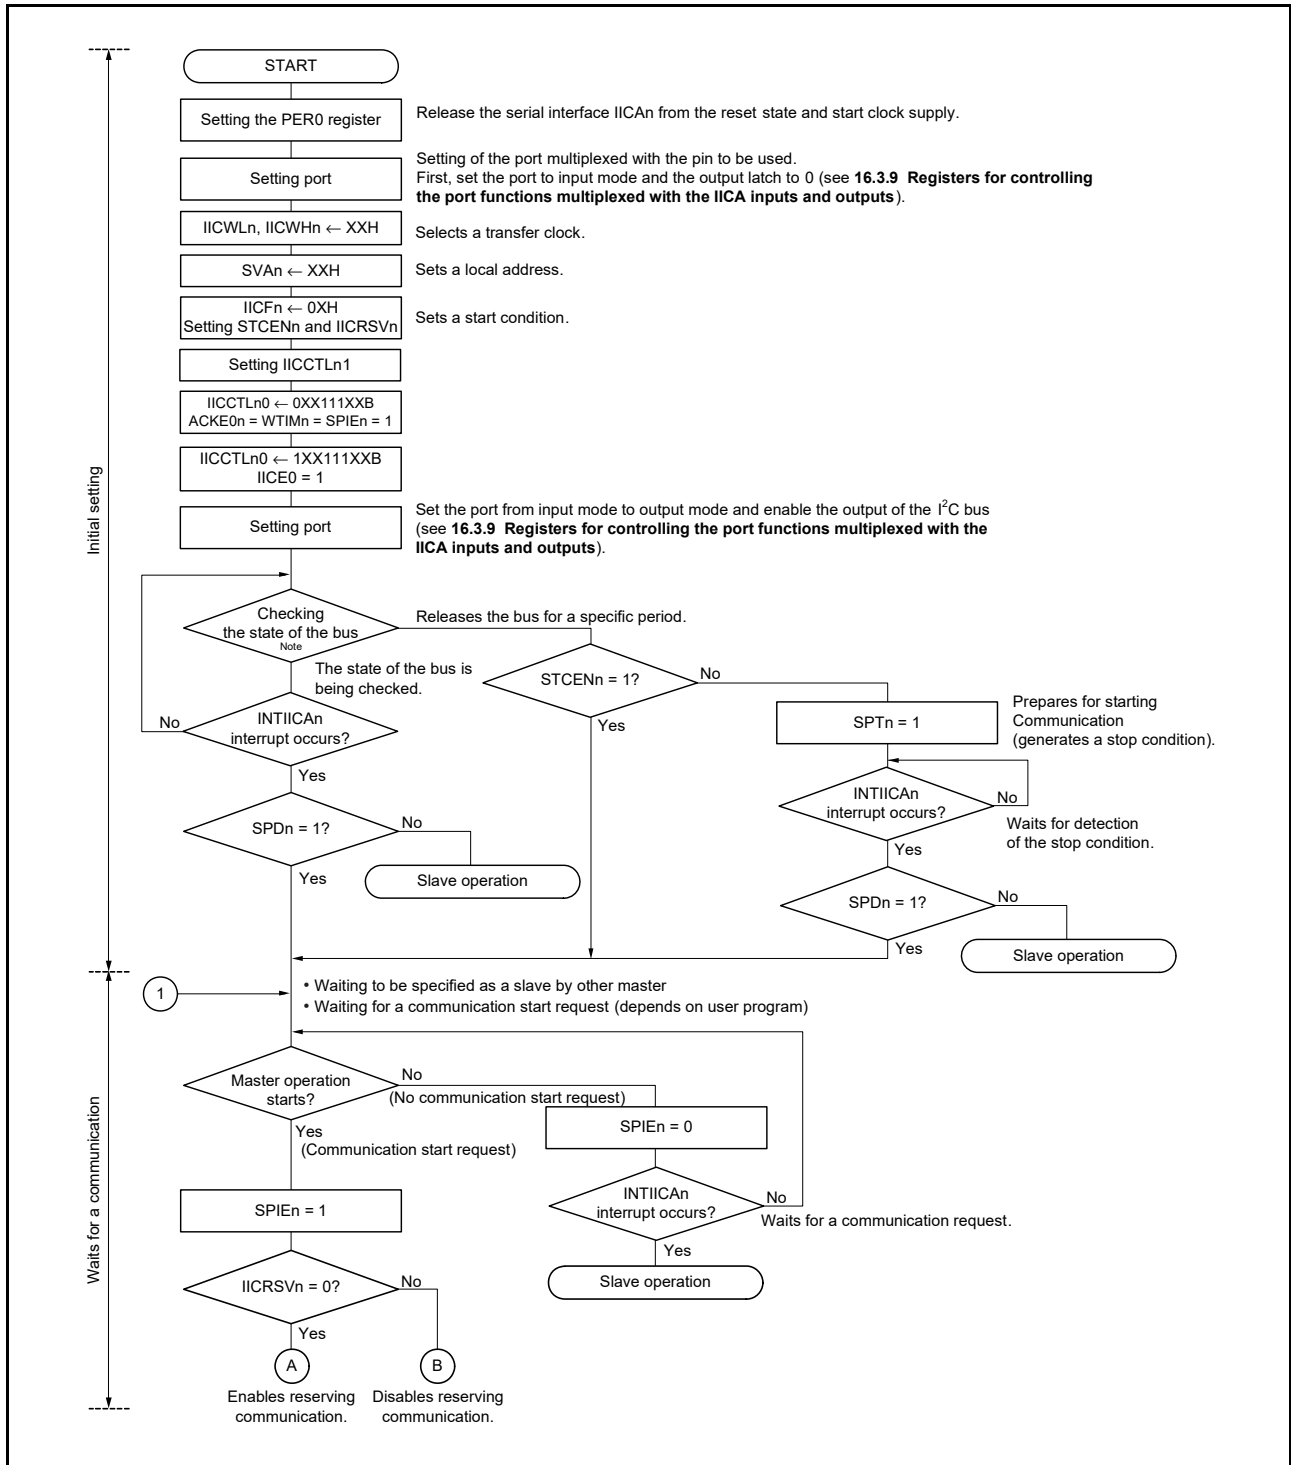 START
Setting the PER0 register
Release the serial interface IICAn from the reset state and start clock supply.
Setting port
Setting of the port multiplexed with the pin to be used.
First, set the port to input mode and the output latch to 0 (see 16.3.9 Registers for controlling
the port functions multiplexed with the IICA inputs and outputs).
IICWLn, IICWHn ← XXH
Selects a transfer clock.
SVAn ← XXH
Sets a local address.
IICFn ← 0XH
Setting STCENn and IICRSVn
Sets a start condition.
Setting IICCTLn1
IICCTLn0 ← 0XX111XXB
ACKE0n = WTIMn = SPIEn = 1
IICCTLn0 ← 1XX111XXB
IICE0 = 1
Initial setting
Setting port
Set the port from input mode to output mode and enable the output of the I²C bus
(see 16.3.9 Registers for controlling the port functions multiplexed with the
IICA inputs and outputs).
Checking
the state of the bus
Note
Releases the bus for a specific period.
The state of the bus is
being checked.
STCENn = 1?
No
Yes
SPTn = 1
Prepares for starting
Communication
(generates a stop condition).
No
INTIICAn
interrupt occurs?
Yes
INTIICAn
interrupt occurs?
No
Waits for detection
of the stop condition.
Yes
SPDn = 1?
No
Yes
Slave operation
SPDn = 1?
No
Yes
Slave operation
1
• Waiting to be specified as a slave by other master
• Waiting for a communication start request (depends on user program)
Waits for a communication
Master operation
starts?
No
(No communication start request)
Yes
(Communication start request)
SPIEn = 0
INTIICAn
interrupt occurs?
No
Waits for a communication request.
Yes
Slave operation
SPIEn = 1
IICRSVn = 0?
No
Yes
A
B
Enables reserving
communication.
Disables reserving
communication.